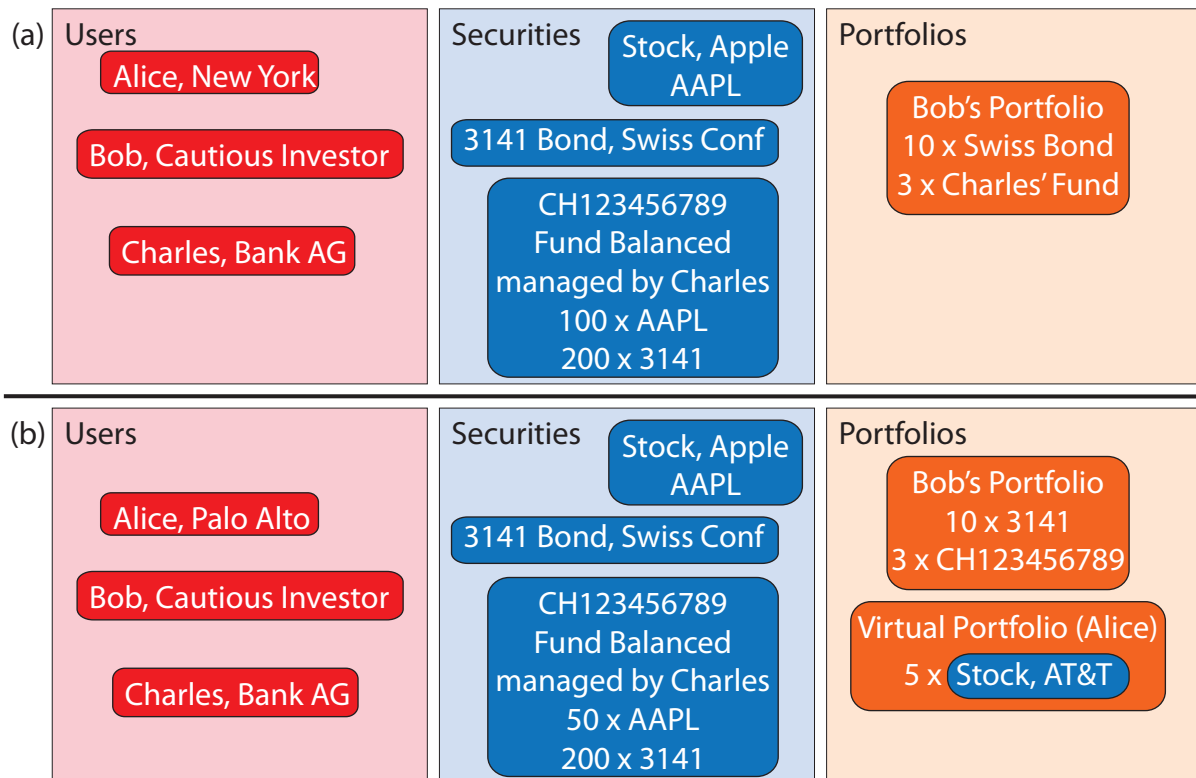 (a)
Users
Alice, New York
Bob, Cautious Investor
Charles, Bank AG
Securities
Stock, Apple
AAPL
3141 Bond, Swiss Conf
CH123456789
Fund Balanced
managed by Charles
100 x AAPL
200 x 3141
Portfolios
Bob’s Portfolio
10 x Swiss Bond
3 x Charles’ Fund
(b)
Users
Alice, Palo Alto
Bob, Cautious Investor
Charles, Bank AG
Securities
Stock, Apple
AAPL
3141 Bond, Swiss Conf
CH123456789
Fund Balanced
managed by Charles
50 x AAPL
200 x 3141
Portfolios
Bob’s Portfolio
10 x 3141
3 x CH123456789
Virtual Portfolio (Alice)
5 x Stock, AT&T